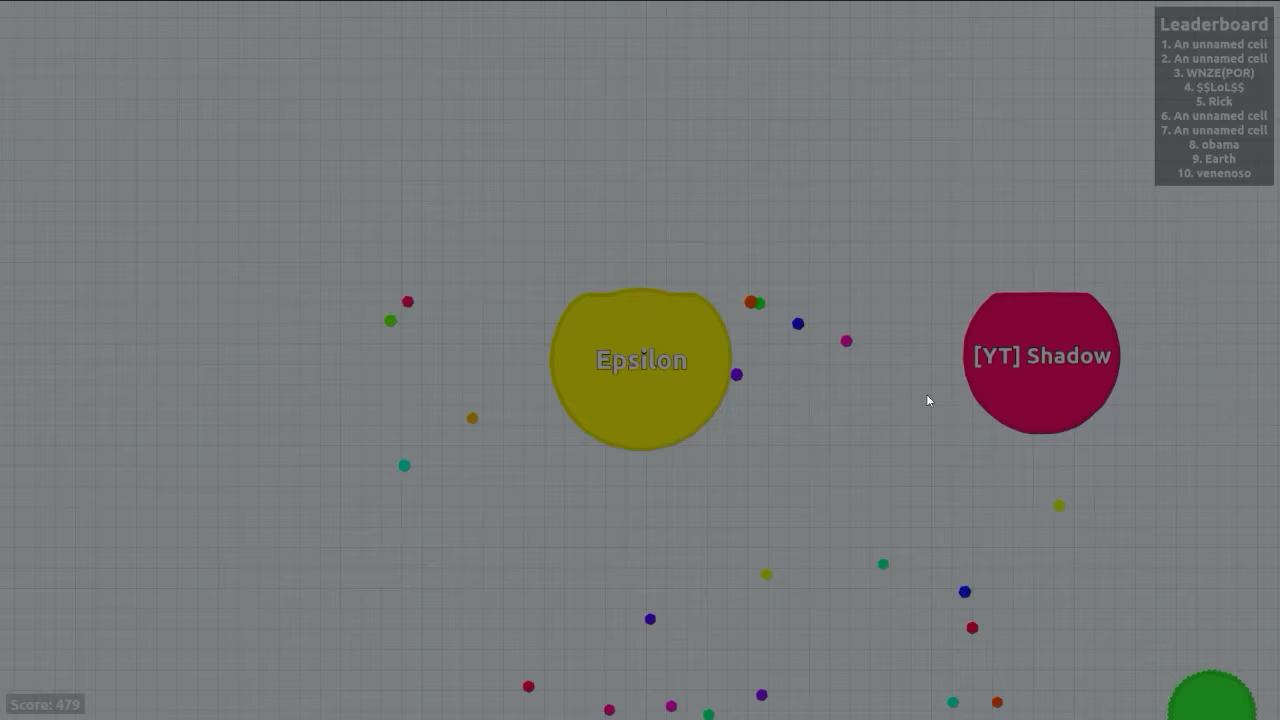 Leaderboard
1. An unnamed cell
2. An unnamed cell
3. WNZE(POR)
4. $$LoL$$
5. Rick
6. An unnamed cell
7. An unnamed cell
8. obama
9. Earth
10. venenoso
Epsilon
[YT] Shadow
Score: 479